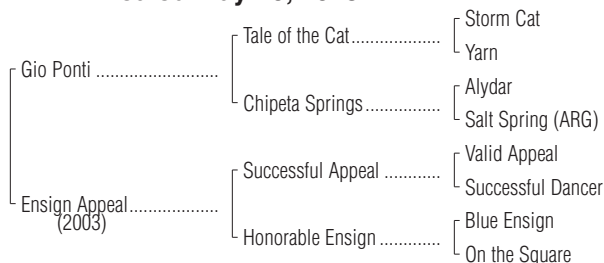 Storm Cat
Tale of the Cat....................
Yarn
Gio Ponti ...........................
Alydar
Chipeta Springs.................
Salt Spring (ARG)
Valid Appeal
Successful Appeal ............
Successful Dancer
Ensign Appeal...................
(2003)
Blue Ensign
Honorable Ensign .............
On the Square